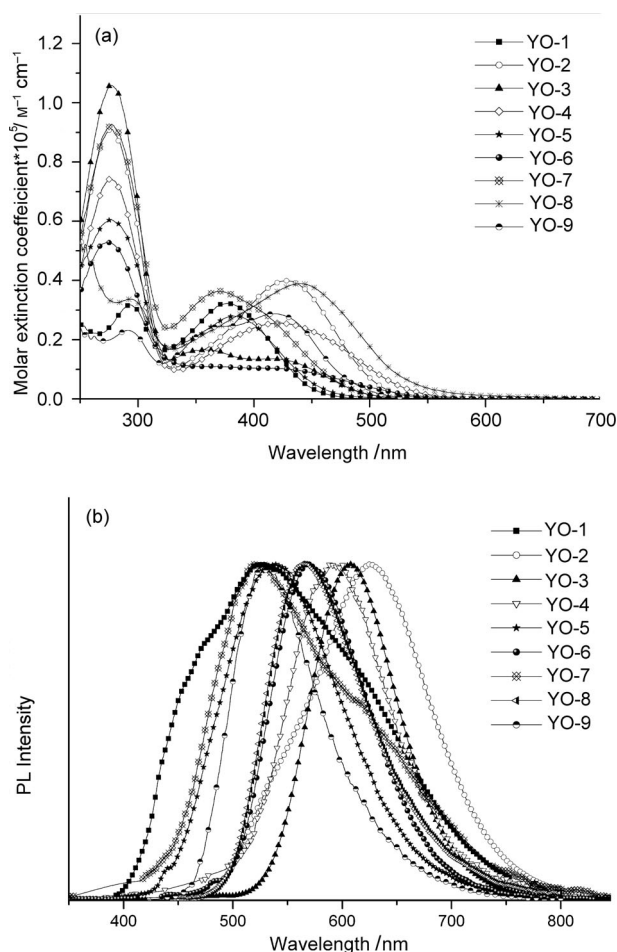 (a)
YO-1
YO-2
YO-3
YO-4
YO-5
YO-6
YO-7
YO-8
YO-9
Molar extinction coeffeicient*10⁵/ M⁻¹ cm⁻¹
1.2
1.0
0.8
0.6
0.4
0.2
0.0
300 400 500 600 700
Wavelength /nm
(b)
YO-1
YO-2
YO-3
YO-4
YO-5
YO-6
YO-7
YO-8
YO-9
PL Intensity
400 500 600 700 800
Wavelength /nm